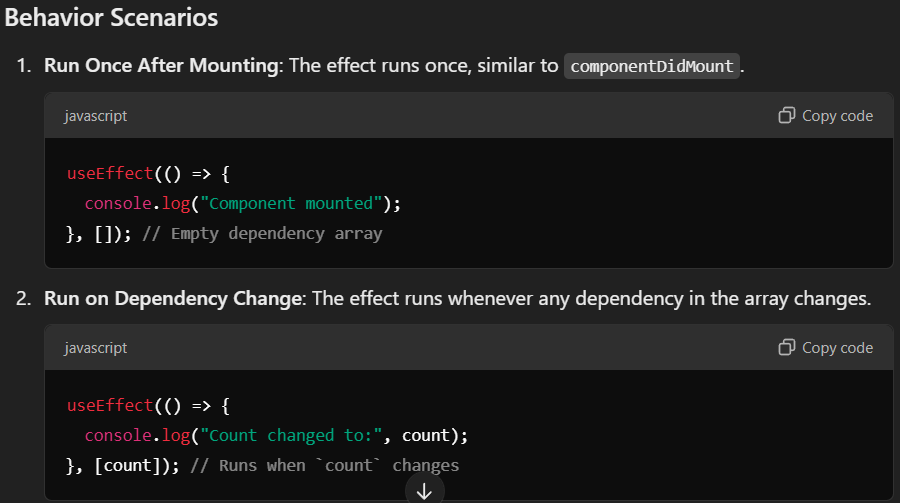 Behavior Scenarios
1. Run Once After Mounting: The effect runs once, similar to componentDidMount.
javascript
Copy code
useEffect(() => {
  console.log("Component mounted");
}, []); // Empty dependency array
2. Run on Dependency Change: The effect runs whenever any dependency in the array changes.
javascript
Copy code
useEffect(() => {
  console.log("Count changed to:", count);
}, [count]); // Runs when `count` changes